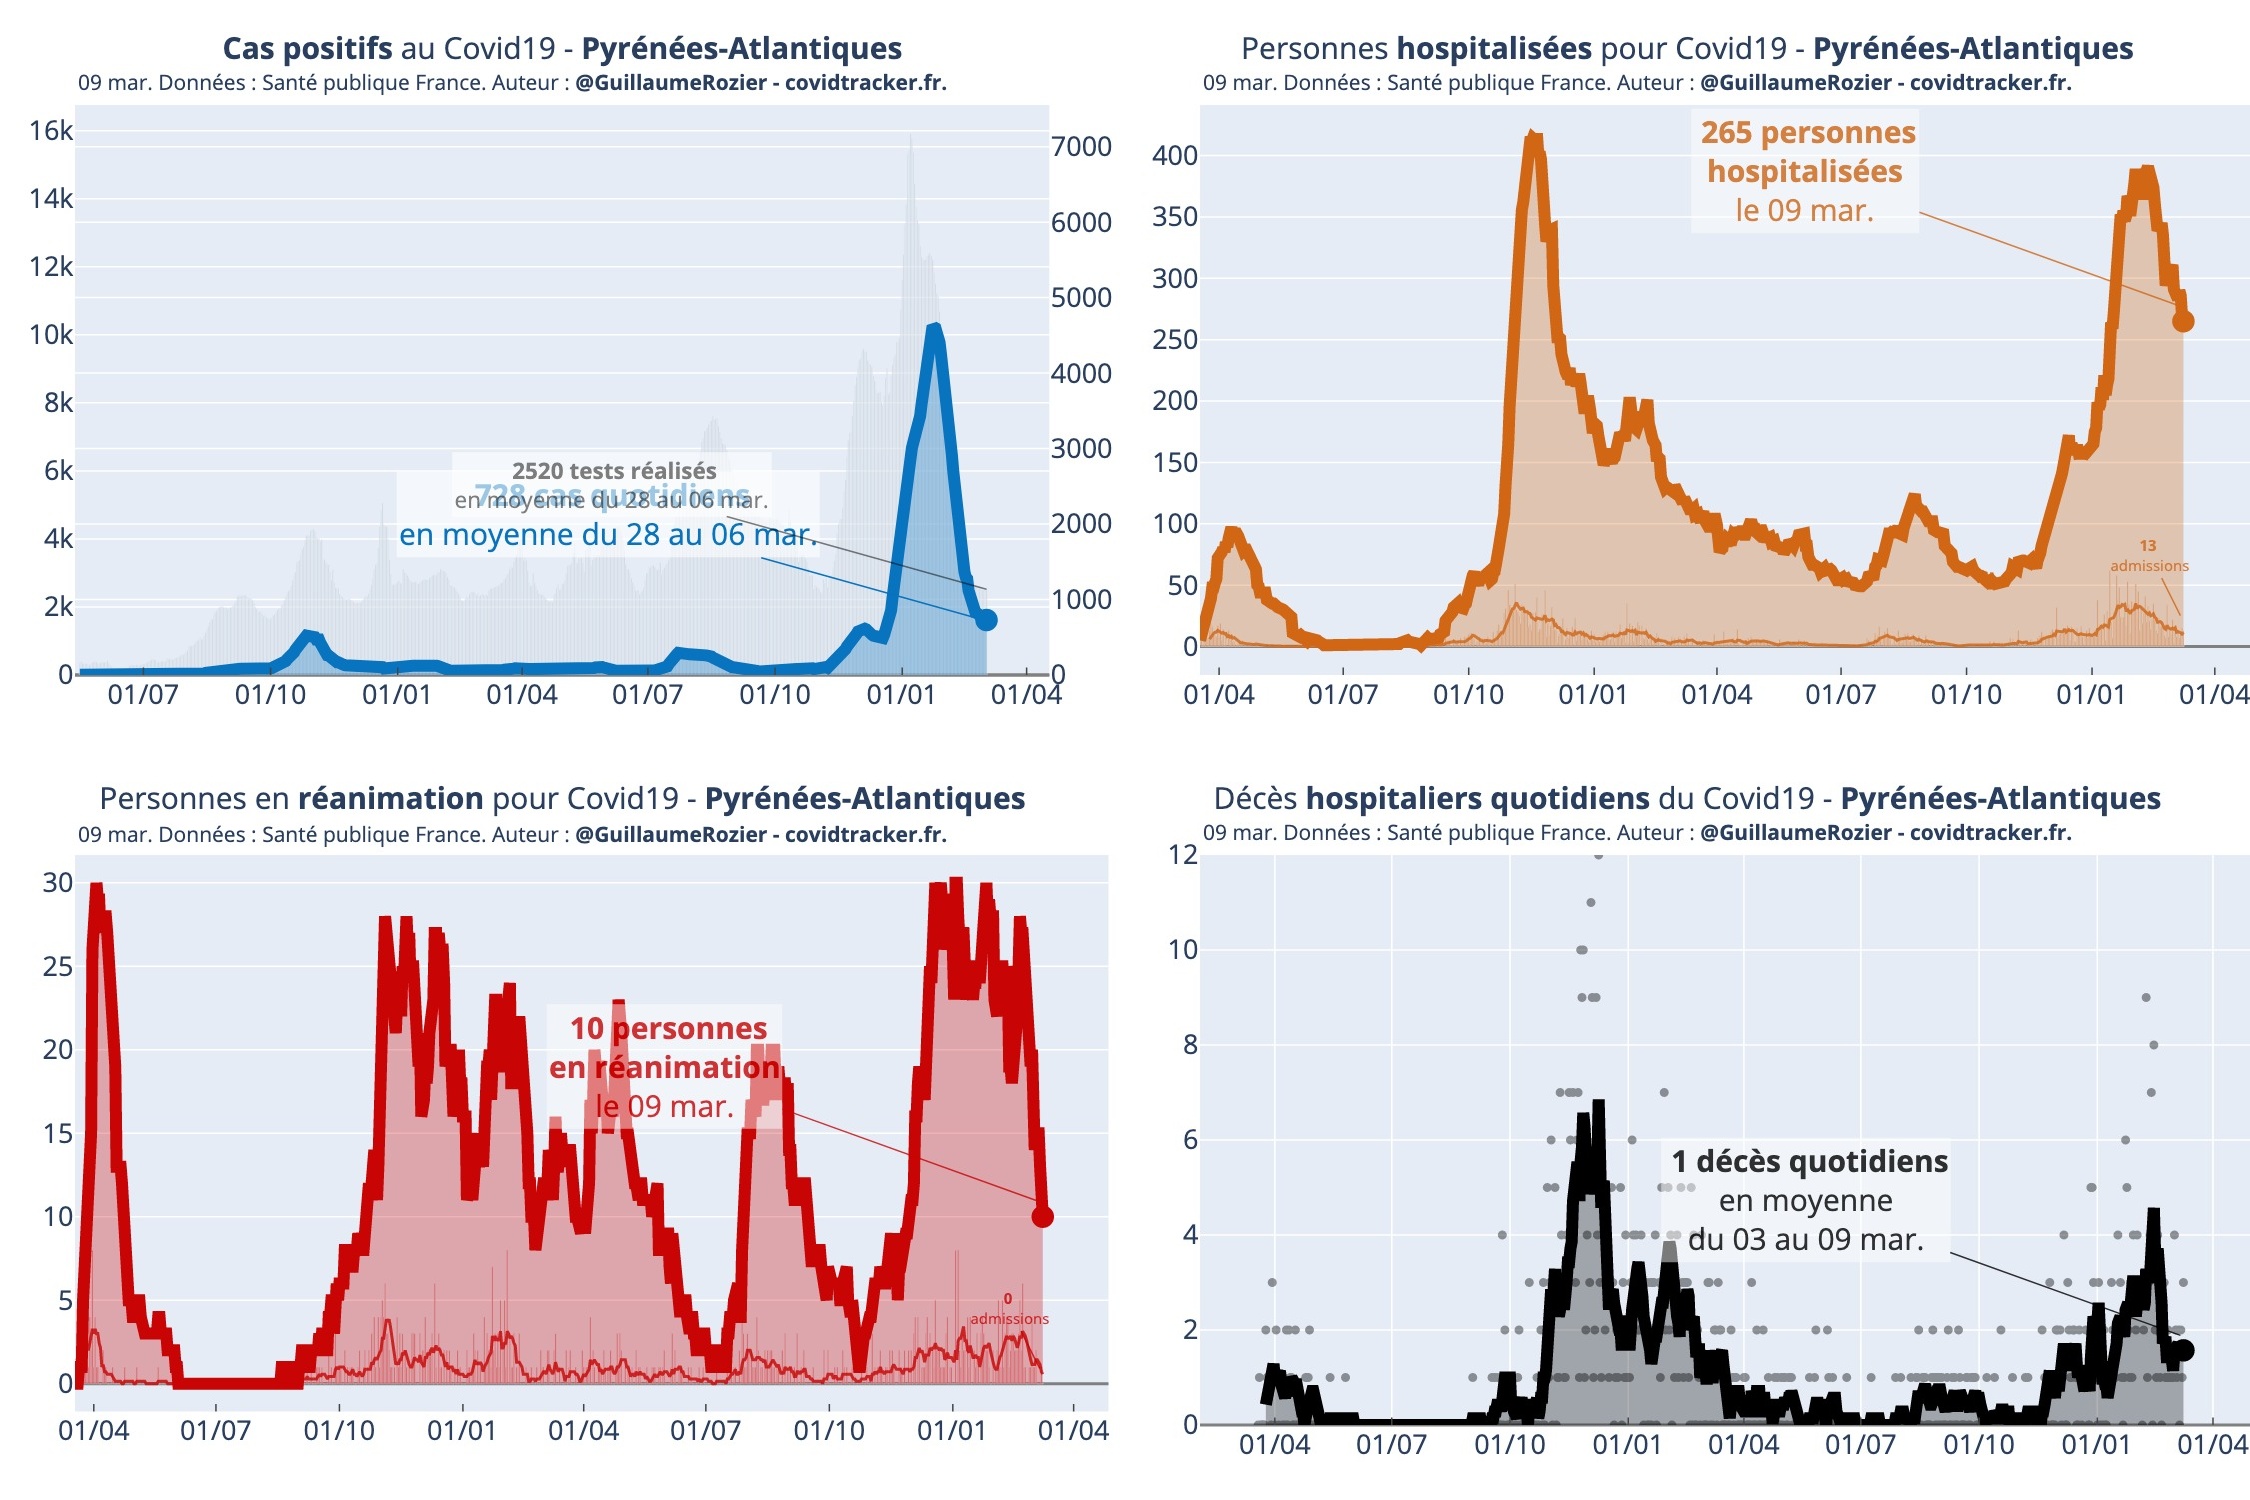 Cas positifs au Covid19 - Pyrénées-Atlantiques
09 mar. Données : Santé publique France. Auteur : @GuillaumeRozier - covidtracker.fr.
16k
14k
12k
10k
8k
6k
4k
2k
0
7000
6000
5000
4000
3000
2000
1000
0
2520 tests réalisés
en moyenne du 28 au 06 mar.
728 cas quotidiens
en moyenne du 28 au 06 mar.
01/07 01/10 01/01 01/04 01/07 01/10 01/01 01/04
Personnes hospitalisées pour Covid19 - Pyrénées-Atlantiques
09 mar. Données : Santé publique France. Auteur : @GuillaumeRozier - covidtracker.fr.
400
350
300
250
200
150
100
50
0
265 personnes
hospitalisées
le 09 mar.
13
admissions
01/04 01/07 01/10 01/01 01/04 01/07 01/10 01/01 01/04
Personnes en réanimation pour Covid19 - Pyrénées-Atlantiques
09 mar. Données : Santé publique France. Auteur : @GuillaumeRozier - covidtracker.fr.
30
25
20
15
10
5
0
10 personnes
en réanimation
le 09 mar.
0
admissions
01/04 01/07 01/10 01/01 01/04 01/07 01/10 01/01 01/04
Décès hospitaliers quotidiens du Covid19 - Pyrénées-Atlantiques
09 mar. Données : Santé publique France. Auteur : @GuillaumeRozier - covidtracker.fr.
12
10
8
6
4
2
0
1 décès quotidiens
en moyenne
du 03 au 09 mar.
01/04 01/07 01/10 01/01 01/04 01/07 01/10 01/01 01/04